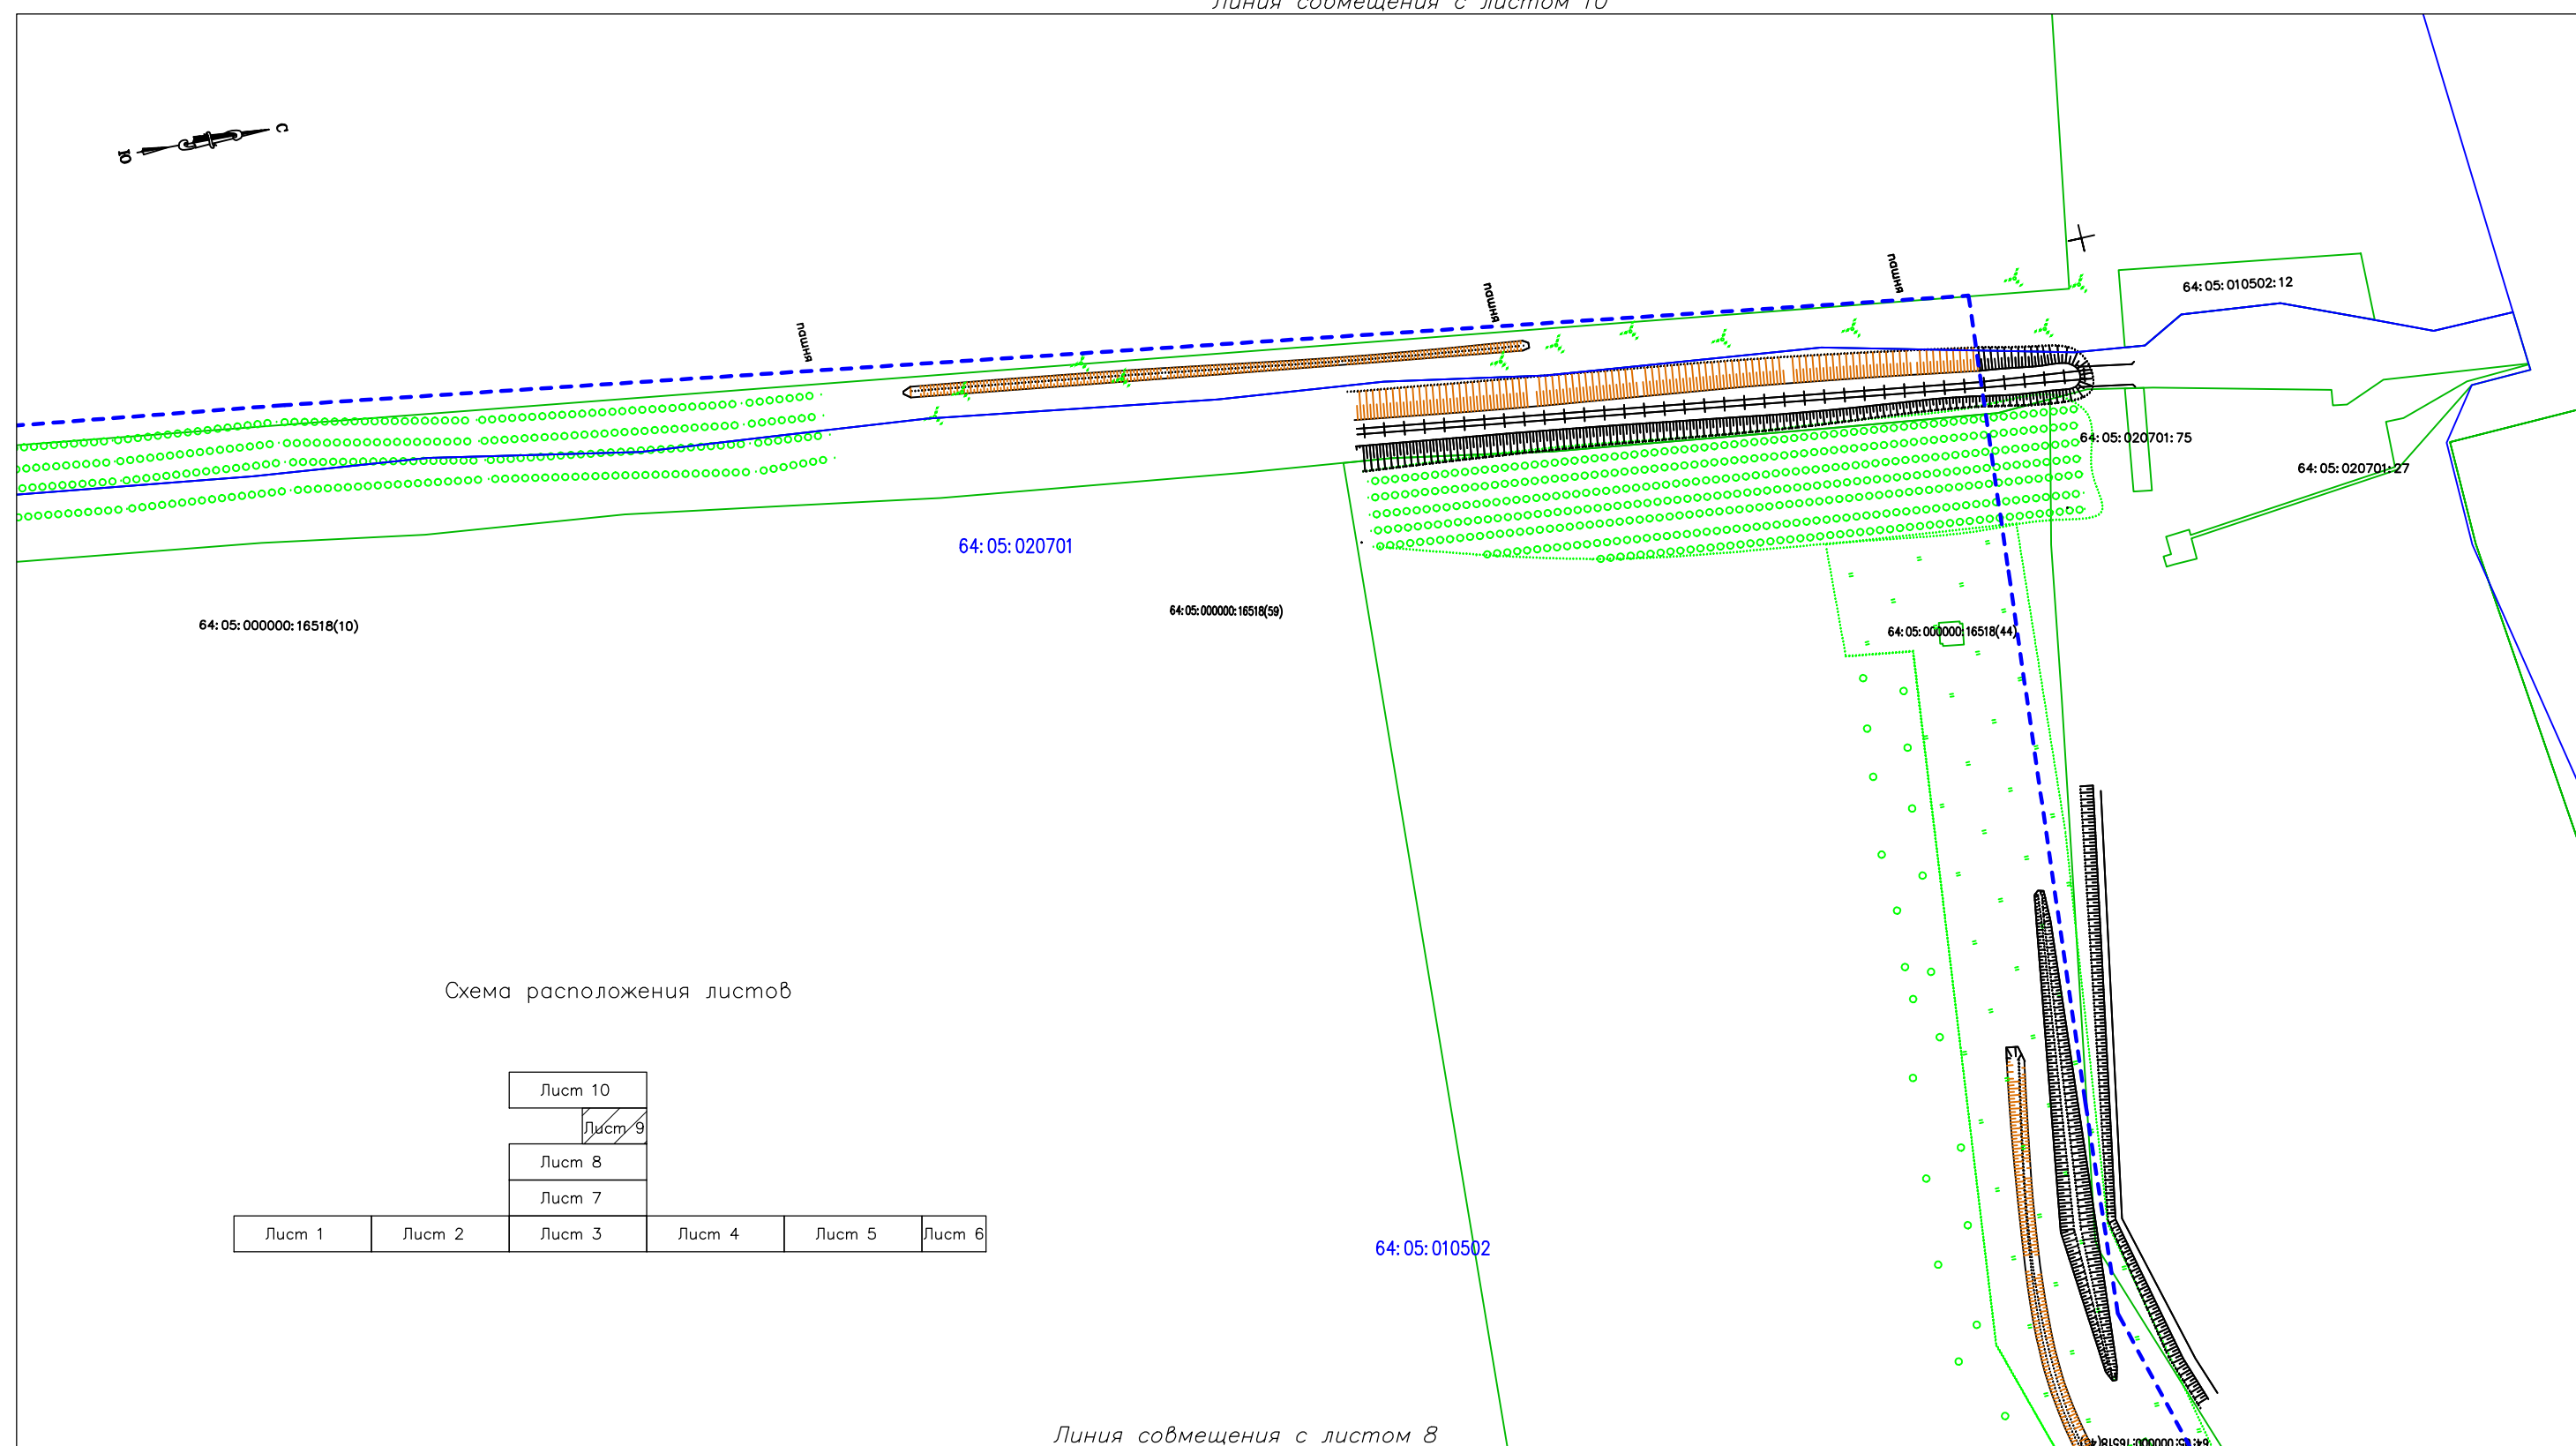 Линия совмещения с листом 10
С
Ю
пашня
64:05:010502:12
пашня
пашня
64:05:020701:75
64:05:020701:27
64:05:020701
64:05:000000:16518(59)
64:05:000000:16518(10)
64:05:000000:16518(44)
Схема расположения листов
Лист 10
Лист 9
Лист 8
Лист 7
Лист 1 Лист 2 Лист 3 Лист 4 Лист 5 Лист 6
64:05:010502
Линия совмещения с листом 8